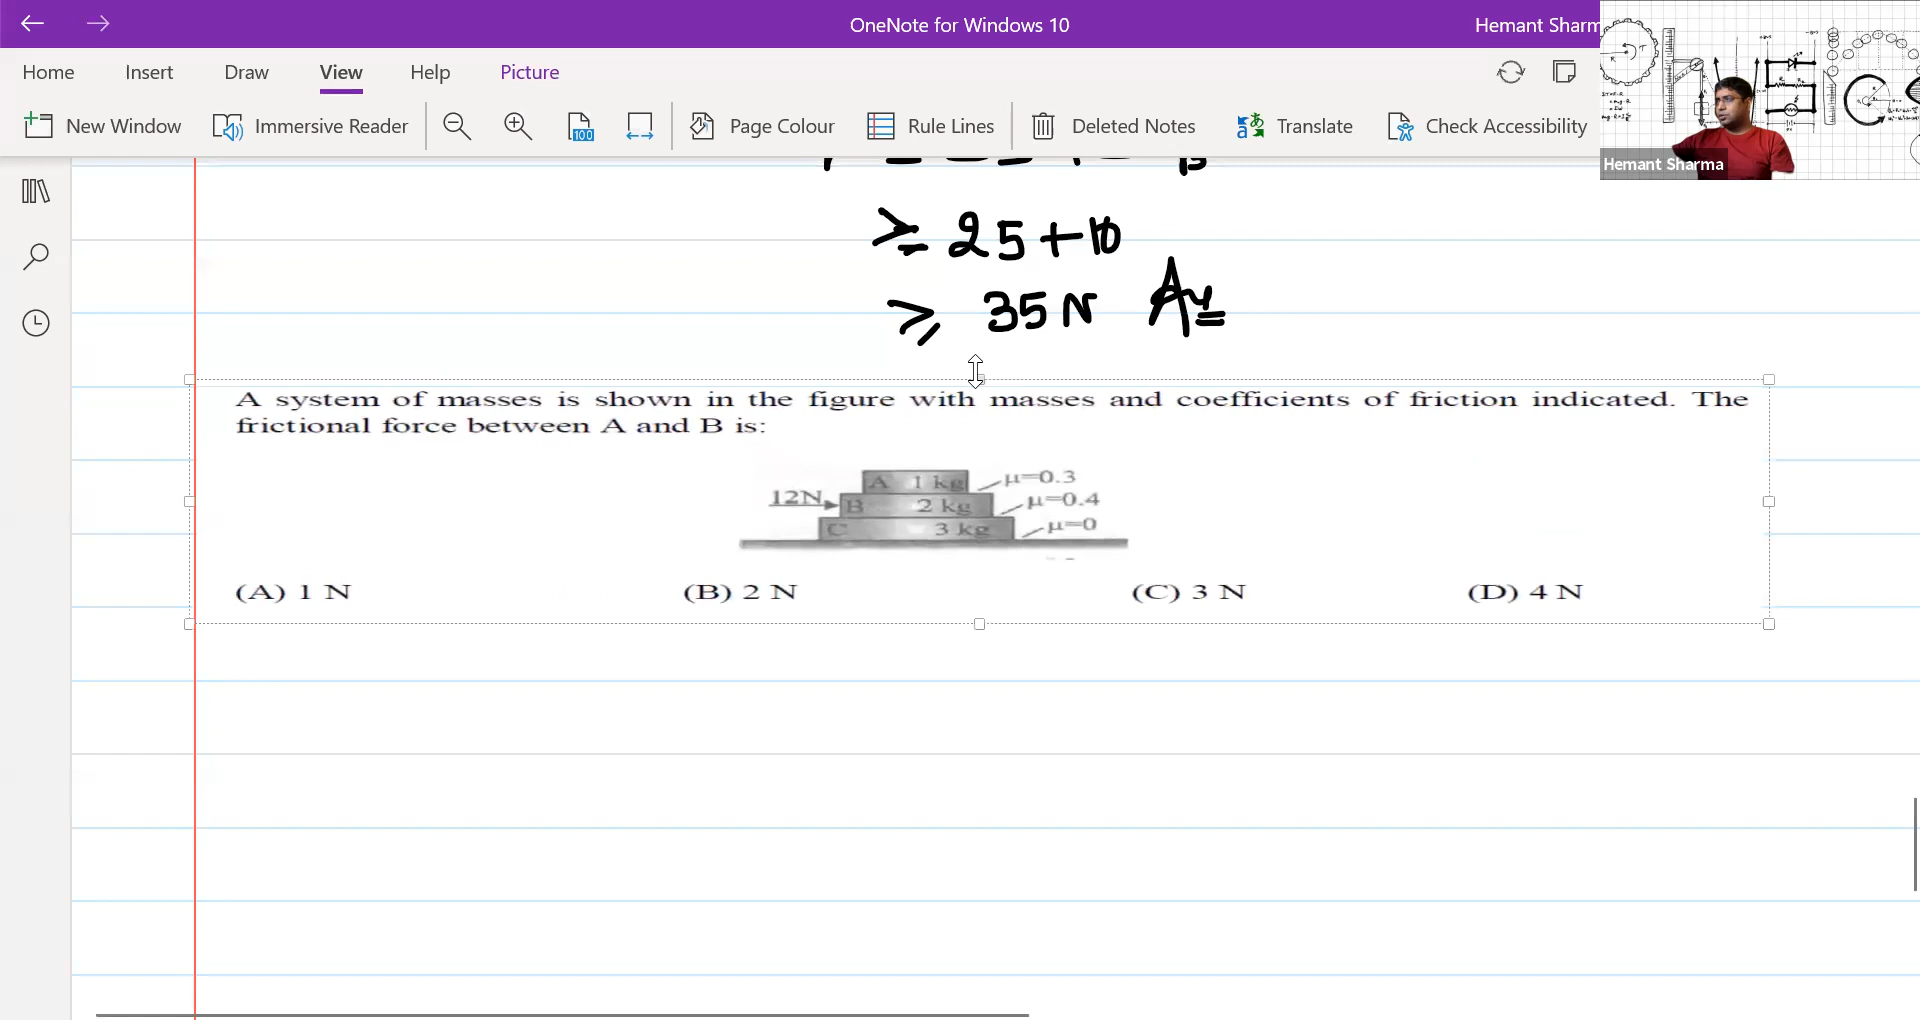 OneNote for Windows 10
Hemant Sharm
Home Insert Draw View Help Picture
New Window Immersive Reader 100 Page Colour Rule Lines Deleted Notes Translate Check Accessibility
Hemant Sharma
≥ 25+10
≥ 35 N
A system of masses is shown in the figure with masses and coefficients of friction indicated. The
frictional force between A and B is:
A 1 kg μ=0.3
12N B 2 kg μ=0.4
C 3 kg μ=0
(A) 1 N (B) 2 N (C) 3 N (D) 4 N